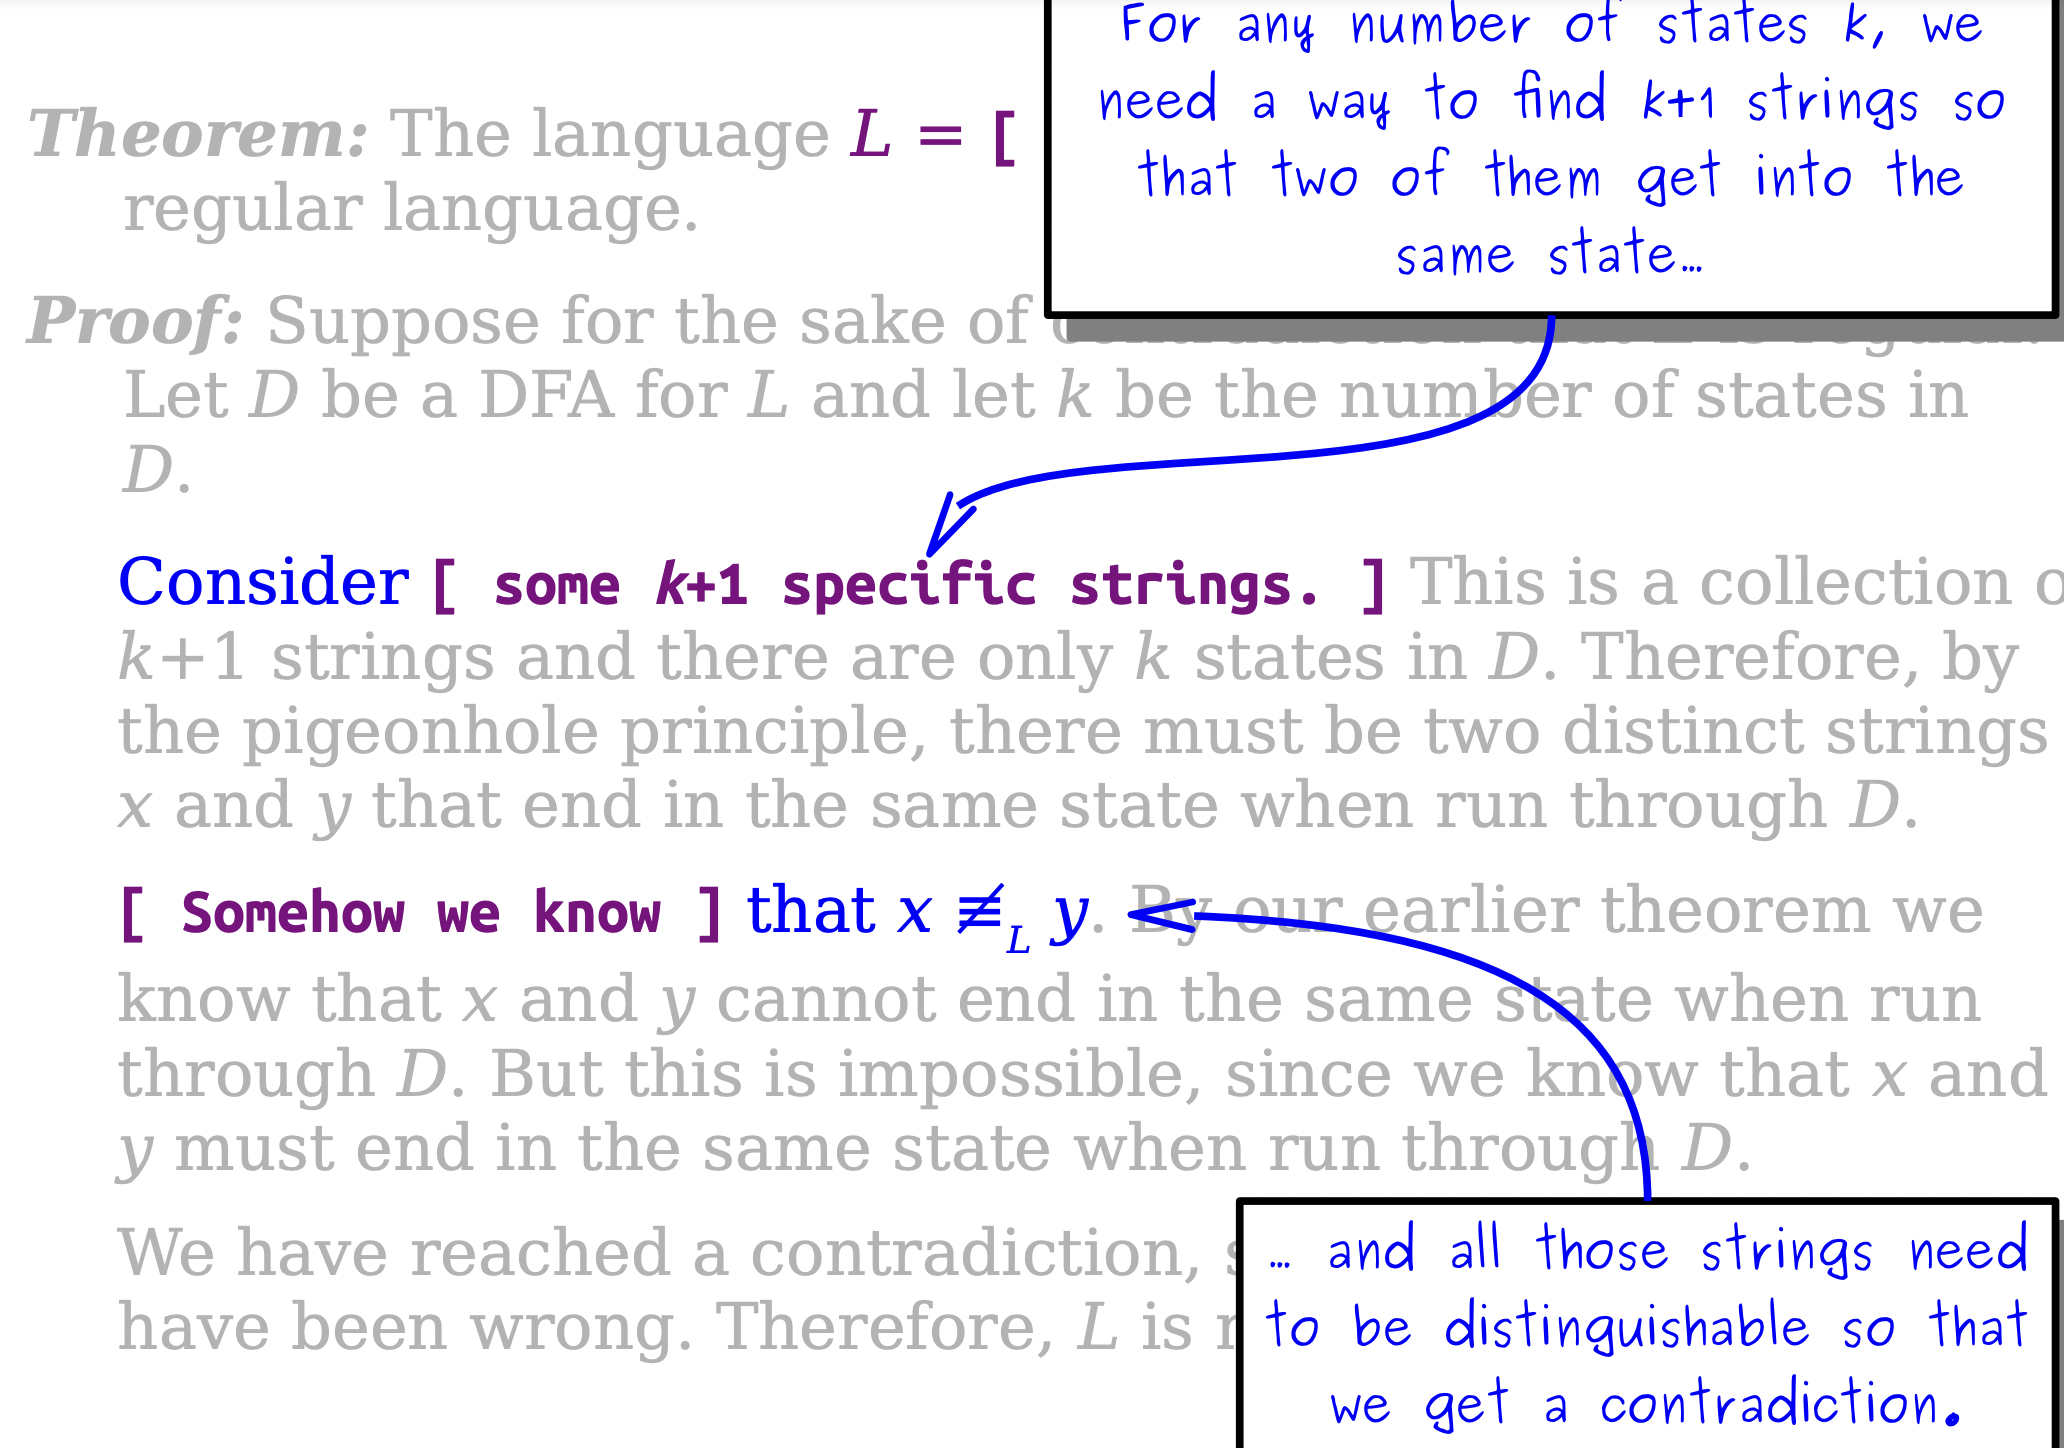 For any number of states k, we
need a way to find k+1 strings so
that two of them get into the
same state…
Theorem: The language L = [
regular language.
Proof: Suppose for the sake of contradiction that L is regular.
Let D be a DFA for L and let k be the number of states in
D.
Consider [ some k+1 specific strings. ] This is a collection o
k+1 strings and there are only k states in D. Therefore, by
the pigeonhole principle, there must be two distinct strings
x and y that end in the same state when run through D.
[ Somehow we know ] that x ≢L y. By our earlier theorem we
know that x and y cannot end in the same state when run
through D. But this is impossible, since we know that x and
y must end in the same state when run through D.
We have reached a contradiction, s
have been wrong. Therefore, L is
… and all those strings need
to be distinguishable so that
we get a contradiction.